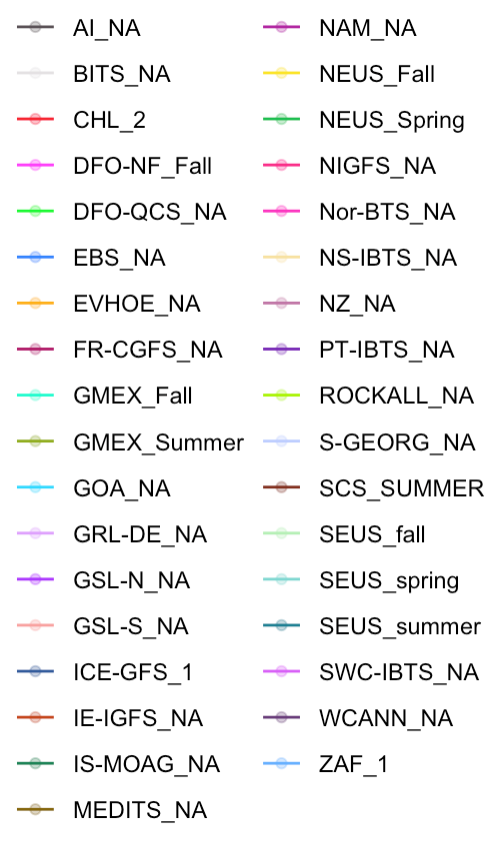 AI_NA
BITS_NA
CHL_2
DFO-NF_Fall
DFO-QCS_NA
EBS_NA
EVHOE_NA
FR-CGFS_NA
GMEX_Fall
GMEX_Summer
GOA_NA
GRL-DE_NA
GSL-N_NA
GSL-S_NA
ICE-GFS_1
IE-IGFS_NA
IS-MOAG_NA
MEDITS_NA
NAM_NA
NEUS_Fall
NEUS_Spring
NIGFS_NA
Nor-BTS_NA
NS-IBTS_NA
NZ_NA
PT-IBTS_NA
ROCKALL_NA
S-GEORG_NA
SCS_SUMMER
SEUS_fall
SEUS_spring
SEUS_summer
SWC-IBTS_NA
WCANN_NA
ZAF_1